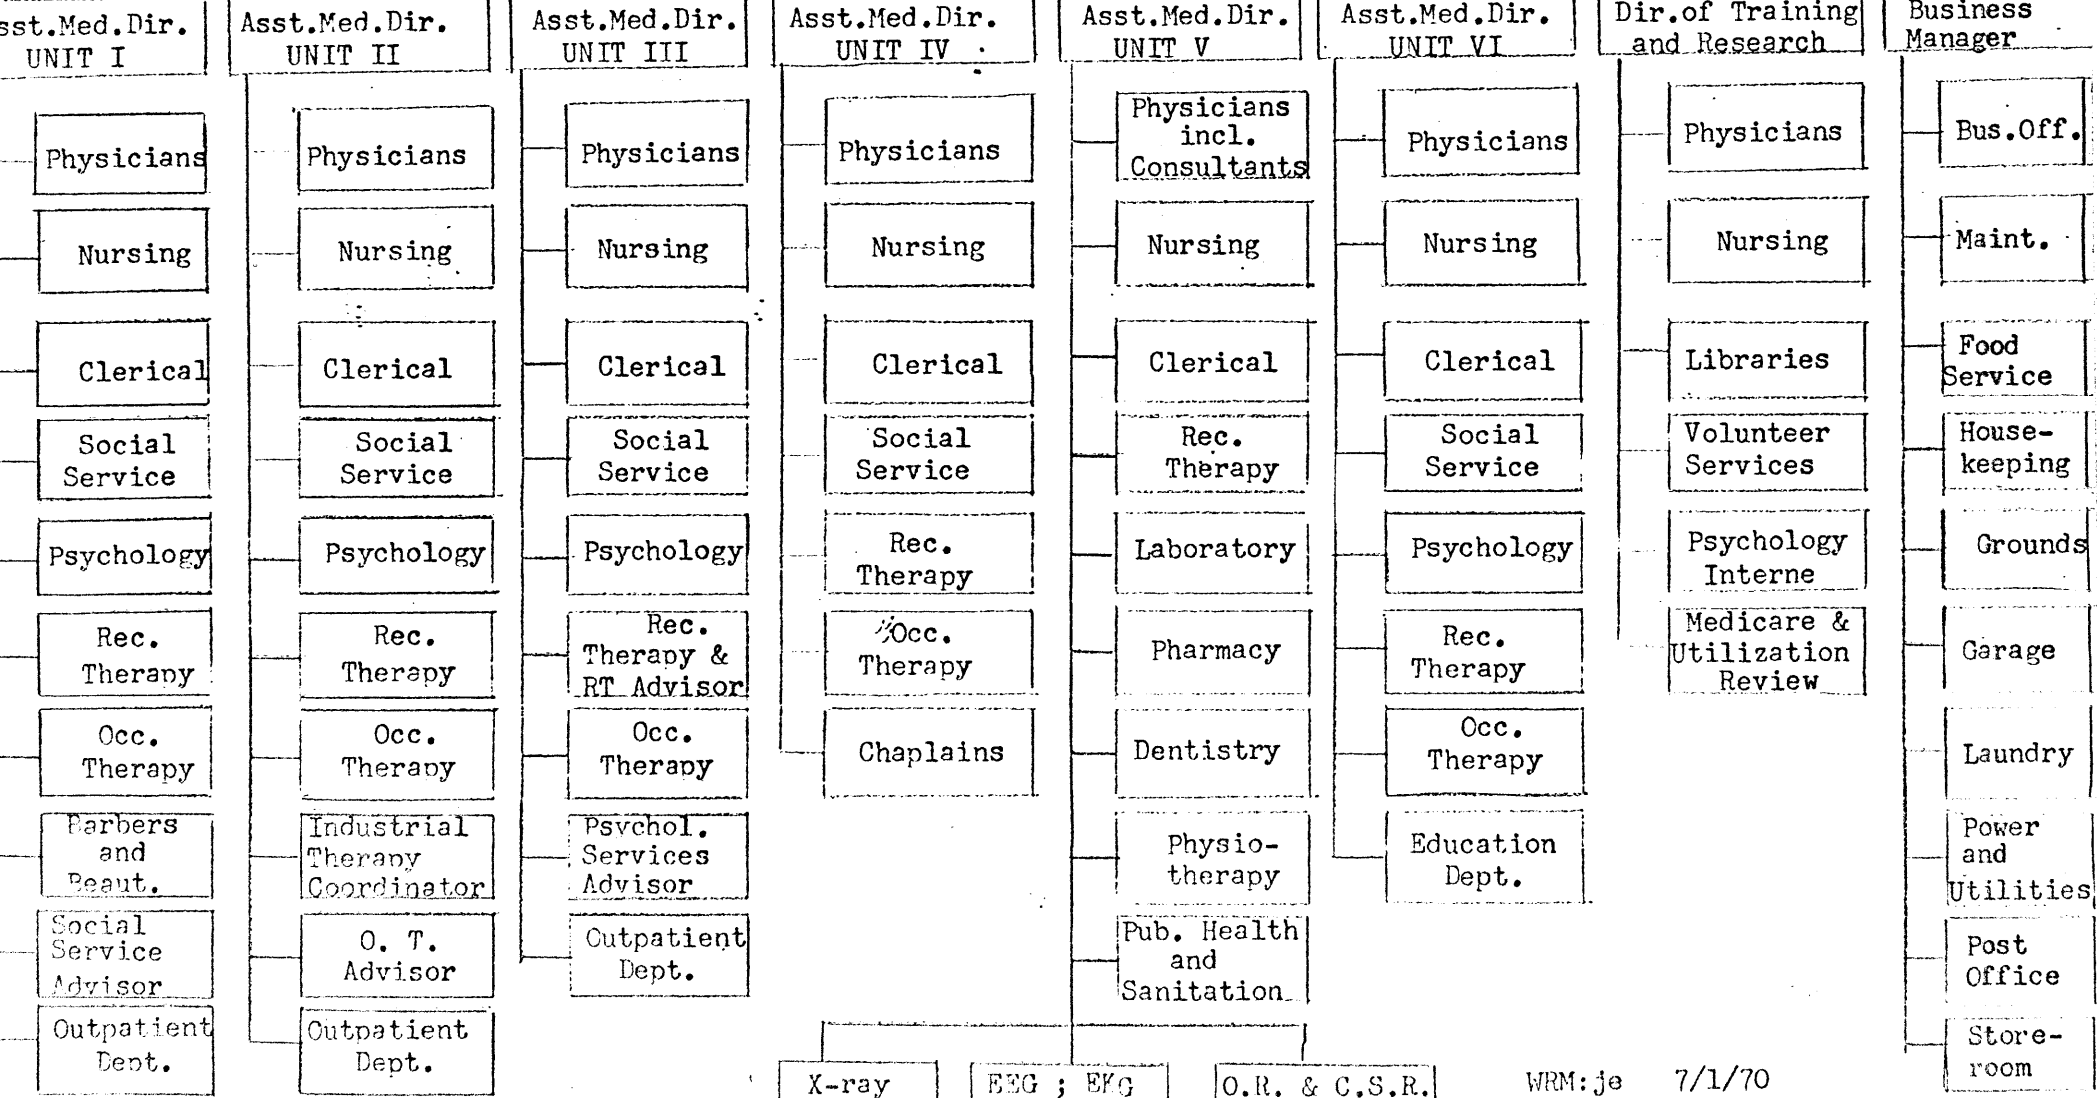 sst.Med.Dir.
UNIT I
Physicians
Nursing
Clerical
Social
Service
Psychology
Rec.
Therapy
Occ.
Therapy
Barbers
and
Beaut.
Social
Service
Advisor
Outpatient
Dept.
Asst.Med.Dir.
UNIT II
Physicians
Nursing
Clerical
Social
Service
Psychology
Rec.
Therapy
Occ.
Therapy
Industrial
Therapy
Coordinator
O. T.
Advisor
Outpatient
Dept.
Asst.Med.Dir.
UNIT III
Physicians
Nursing
Clerical
Social
Service
Psychology
Rec.
Therapy &
RT Advisor
Occ.
Therapy
Psychol.
Services
Advisor
Outpatient
Dept.
Asst.Med.Dir.
UNIT IV
Physicians
Nursing
Clerical
Social
Service
Rec.
Therapy
Occ.
Therapy
Chaplains
Asst.Med.Dir.
UNIT V
Physicians
incl.
Consultants
Nursing
Clerical
Rec.
Therapy
Laboratory
Pharmacy
Dentistry
Physio-
therapy
Pub. Health
and
Sanitation
X-ray
EEG ; EKG
O.R. & C.S.R.
Asst.Med.Dir.
UNIT VI
Physicians
Nursing
Clerical
Social
Service
Psychology
Rec.
Therapy
Occ.
Therapy
Education
Dept.
Dir.of Training
and Research
Physicians
Nursing
Libraries
Volunteer
Services
Psychology
Interne
Medicare &
Utilization
Review
Business
Manager
Bus.Off.
Maint.
Food
Service
House-
keeping
Grounds
Garage
Laundry
Power
and
Utilities
Post
Office
Store-
room
WRM:je 7/1/70